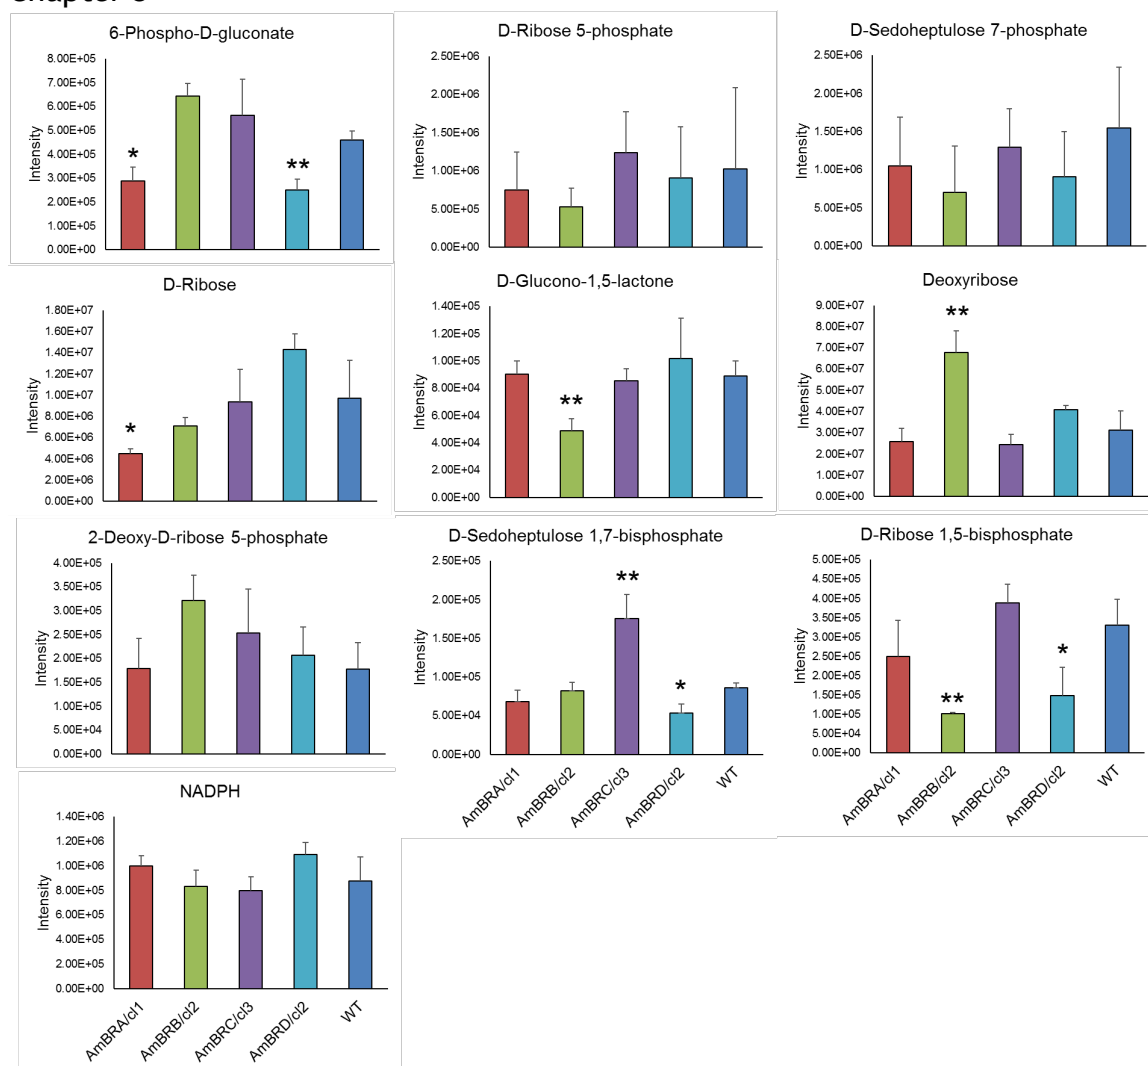 Chapter
6-Phospho-D-gluconate
8.00E+05
7.00E+05
6.00E+05
5.00E+05
4.00E+05
3.00E+05
2.00E+05
1.00E+05
0.00E+00
Intensity
*
**
D-Ribose 5-phosphate
2.50E+06
2.00E+06
1.50E+06
1.00E+06
5.00E+05
0.00E+00
Intensity
D-Sedoheptulose 7-phosphate
2.50E+06
2.00E+06
1.50E+06
1.00E+06
5.00E+05
0.00E+00
Intensity
D-Ribose
1.80E+07
1.60E+07
1.40E+07
1.20E+07
1.00E+07
8.00E+06
6.00E+06
4.00E+06
2.00E+06
0.00E+00
Intensity
*
D-Glucono-1,5-lactone
1.40E+05
1.20E+05
1.00E+05
8.00E+04
6.00E+04
4.00E+04
2.00E+04
0.00E+00
Intensity
**
Deoxyribose
9.00E+07
8.00E+07
7.00E+07
6.00E+07
5.00E+07
4.00E+07
3.00E+07
2.00E+07
1.00E+07
0.00E+00
Intensity
**
2-Deoxy-D-ribose 5-phosphate
4.00E+05
3.50E+05
3.00E+05
2.50E+05
2.00E+05
1.50E+05
1.00E+05
5.00E+04
0.00E+00
Intensity
D-Sedoheptulose 1,7-bisphosphate
2.50E+05
2.00E+05
1.50E+05
1.00E+05
5.00E+04
0.00E+00
Intensity
**
*
AmBRA/cl1
AmBRB/cl2
AmBRC/cl3
AmBRD/cl2
WT
D-Ribose 1,5-bisphosphate
5.00E+05
4.50E+05
4.00E+05
3.50E+05
3.00E+05
2.50E+05
2.00E+05
1.50E+05
1.00E+05
5.00E+04
0.00E+00
Intensity
**
*
AmBRA/cl1
AmBRB/cl2
AmBRC/cl3
AmBRD/cl2
WT
NADPH
1.40E+06
1.20E+06
1.00E+06
8.00E+05
6.00E+05
4.00E+05
2.00E+05
0.00E+00
Intensity
AmBRA/cl1
AmBRB/cl2
AmBRC/cl3
AmBRD/cl2
WT